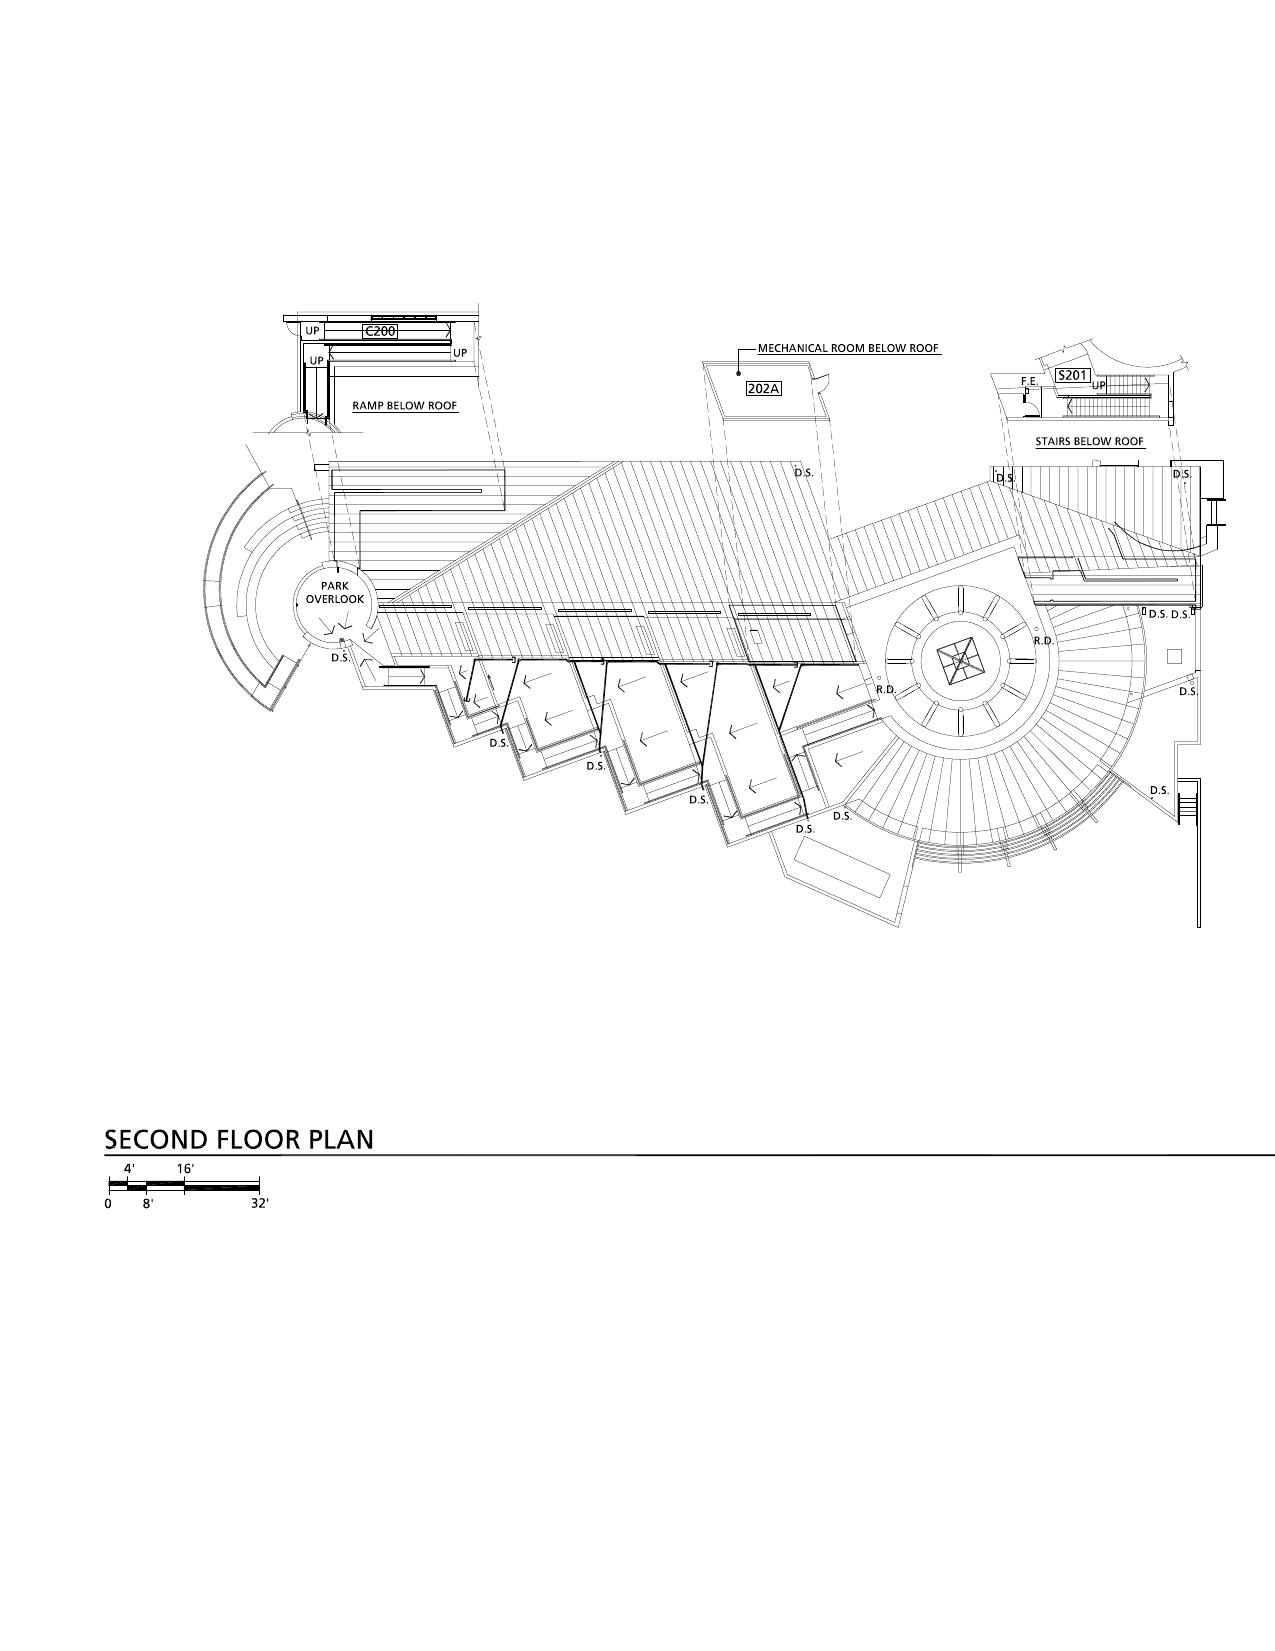 UP
C200
UP
UP
RAMP BELOW ROOF
MECHANICAL ROOM BELOW ROOF
202A
F.E.
S201
UP
STAIRS BELOW ROOF
D.S.
D.S.
D.S.
PARK
OVERLOOK
D.S.
D.S. D.S.
R.D.
R.D.
D.S.
D.S.
D.S.
D.S.
D.S.
D.S.
D.S.
D.S.
SECOND FLOOR PLAN
4' 16'
0 8' 32'